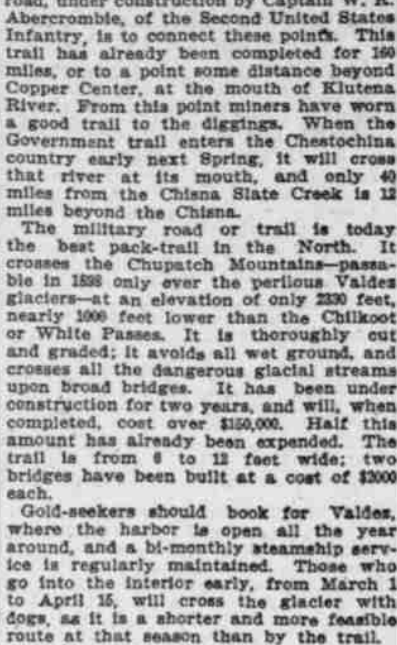 road, under construction by Captain W. R.
Abercrombie, of the Second United States
Infantry, is to connect these points. This
trail has already been completed for 160
miles, or to a point some distance beyond
Copper Center, at the mouth of Klutena
River. From this point miners have worn
a good trail to the diggings. When the
Government trail enters the Chestochina
country early next Spring, it will cross
that river at its mouth, and only 40
miles from the Chisna Slate Creek is 12
miles beyond the Chisna.
The military road or trail is today
the best pack-trail in the North. It
crosses the Chupatch Mountains—passa-
ble in 1898 only over the perilous Valdes
glaciers—at an elevation of only 2330 feet,
nearly 1000 feet lower than the Chilkoot
or White Passes. It is thoroughly cut
and graded; it avoids all wet ground, and
crosses all the dangerous glacial streams
upon broad bridges. It has been under
construction for two years, and will, when
completed, cost over $150,000. Half this
amount has already been expended. The
trail is from 6 to 12 feet wide; two
bridges have been built at a cost of $2000
each.
Gold-seekers should book for Valdes,
where the harbor is open all the year
around, and a bi-monthly steamship serv-
ice is regularly maintained. Those who
go into the interior early, from March 1
to April 15, will cross the glacier with
dogs, as it is a shorter and more feasible
route at that season than by the trail.